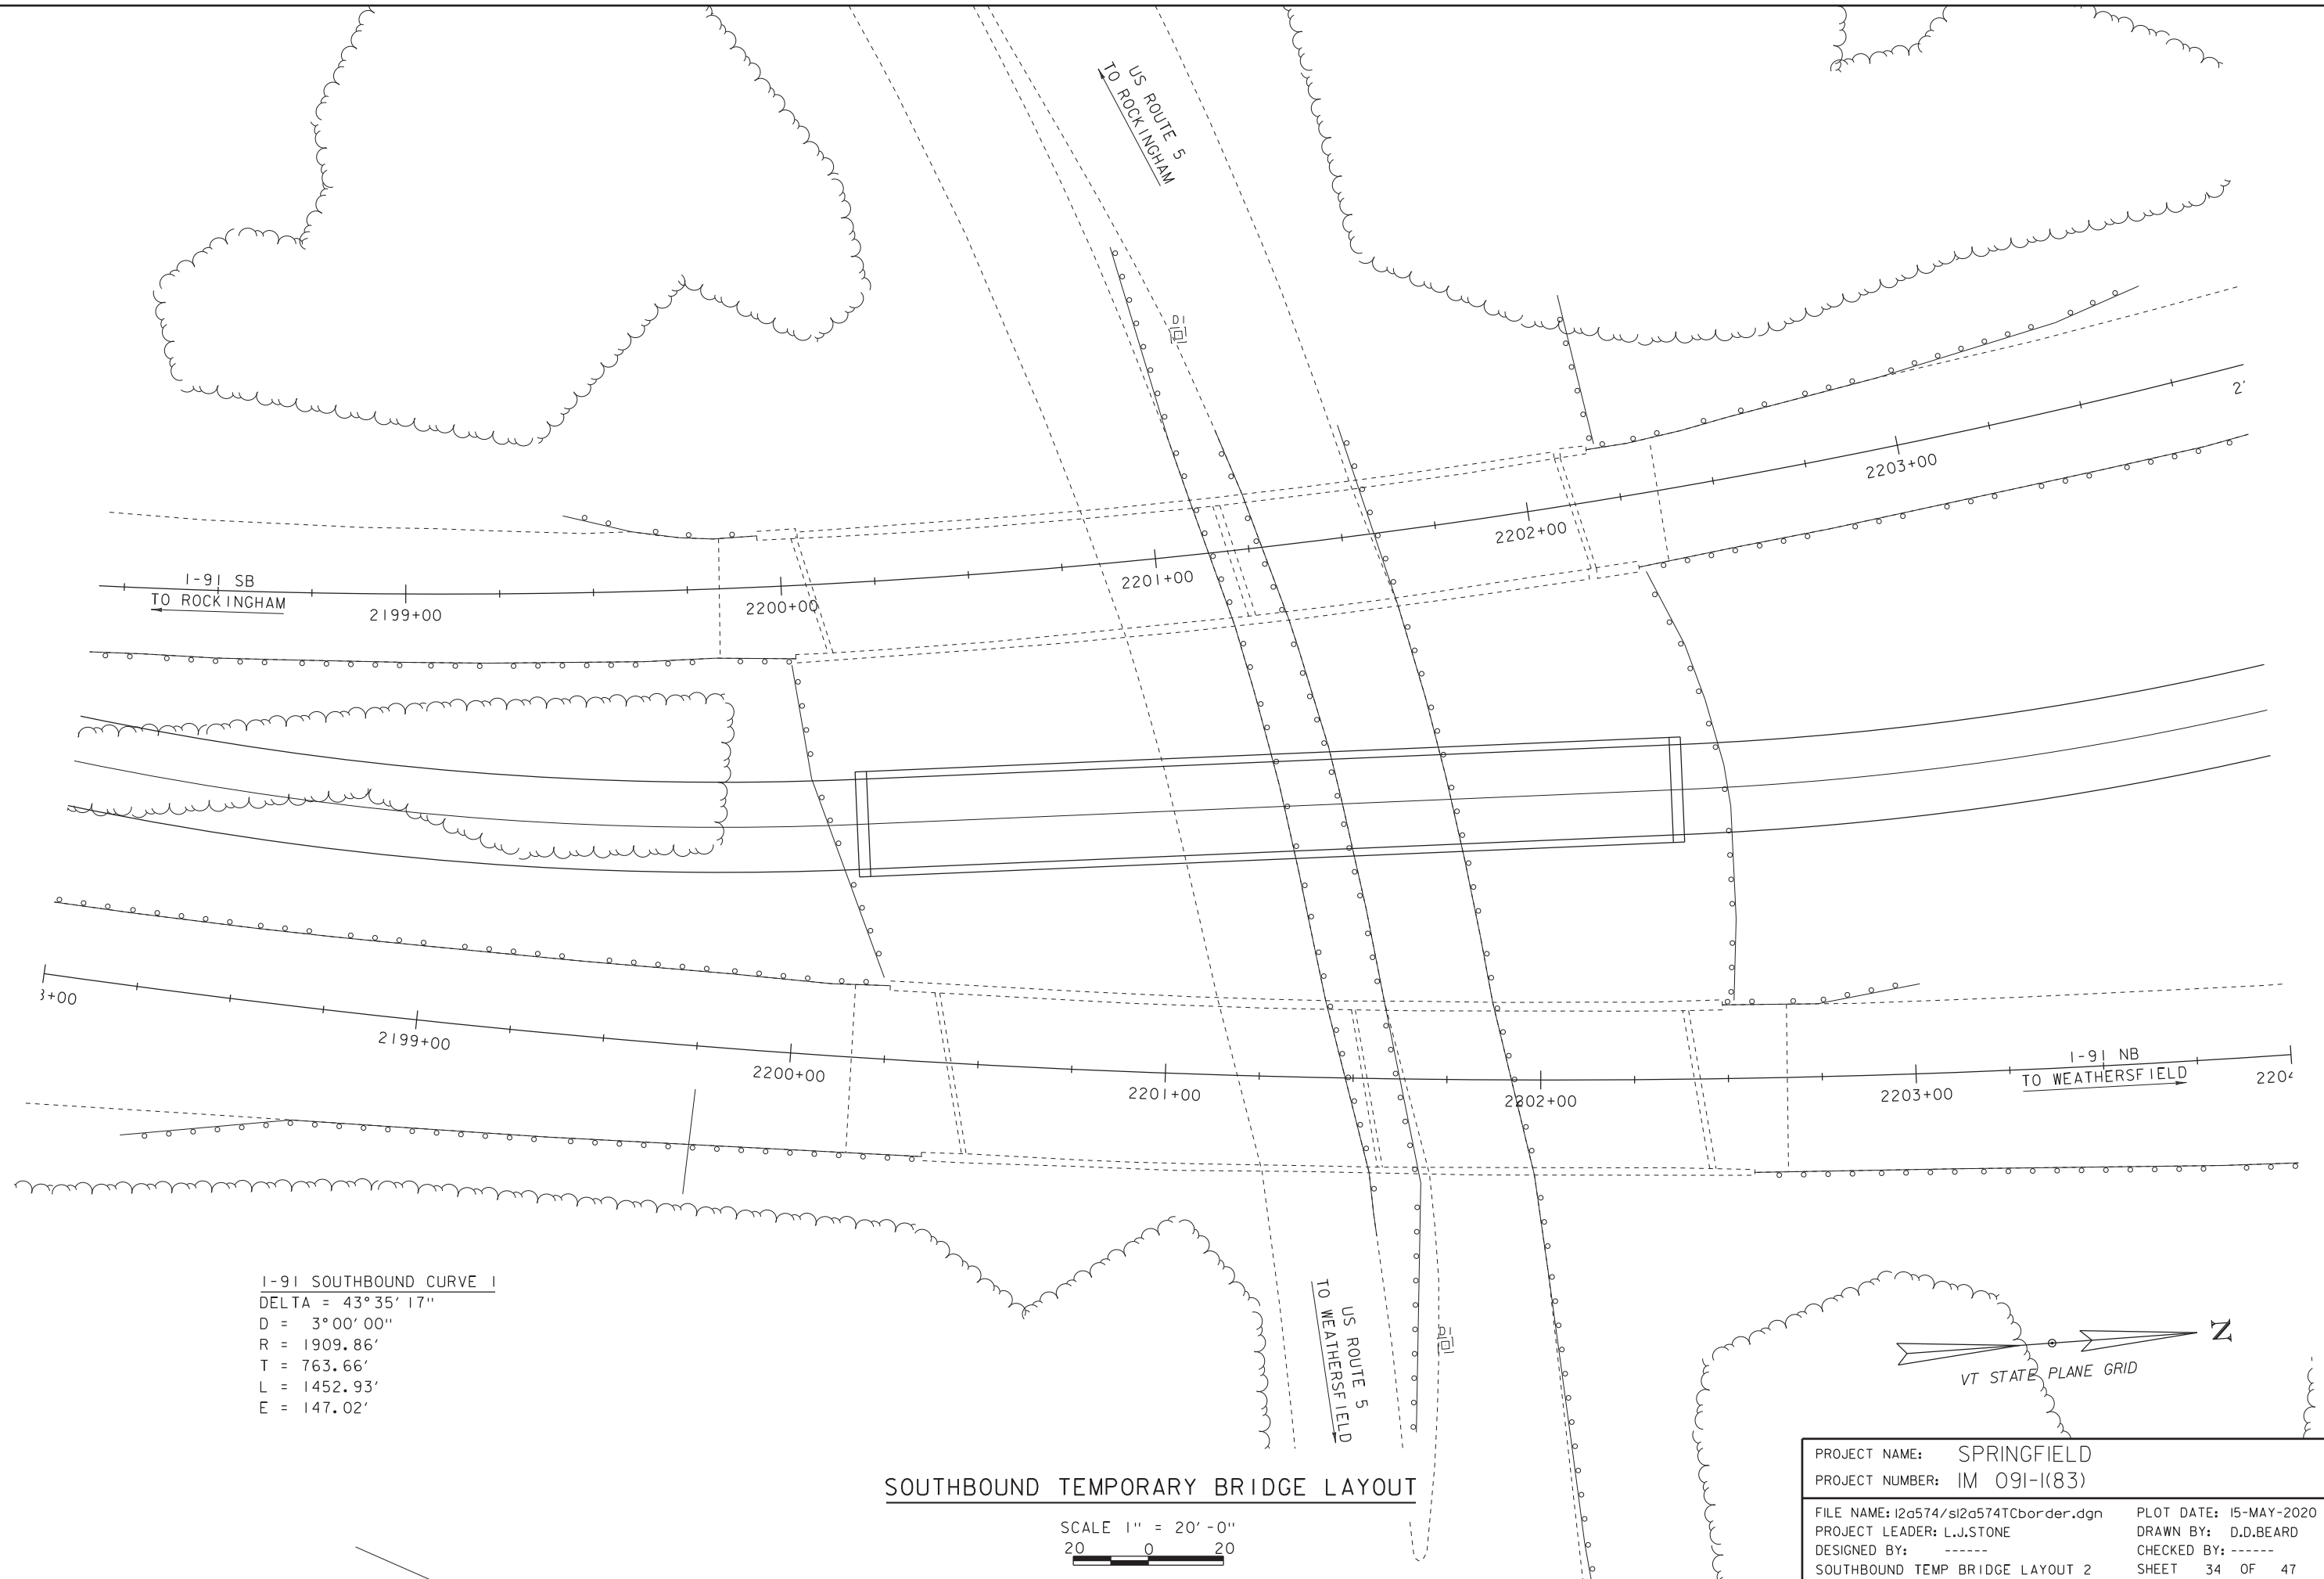 US ROUTE 5
TO ROCKINGHAM
DI
2'
2203+00
2202+00
2201+00
2200+00
2199+00
I-91 SB
TO ROCKINGHAM
3+00
2199+00
2200+00
2201+00
2202+00
2203+00
I-91 NB
TO WEATHERSFIELD
I-91 SOUTHBOUND CURVE 1
DELTA = 43°35'17"
D = 3°00'00"
R = 1909.86'
T = 763.66'
L = 1452.93'
E = 147.02'
US ROUTE 5
TO WEATHERSFIELD
DI
N
VT STATE PLANE GRID
SOUTHBOUND TEMPORARY BRIDGE LAYOUT
SCALE 1" = 20'-0"
20 0 20
PROJECT NAME: SPRINGFIELD
PROJECT NUMBER: IM 091-1(83)
FILE NAME: 12a574/s12a574TCborder.dgn PLOT DATE: 15-MAY-2020
PROJECT LEADER: L.J.STONE DRAWN BY: D.D.BEARD
DESIGNED BY: ------ CHECKED BY: ------
SOUTHBOUND TEMP BRIDGE LAYOUT 2 SHEET 34 OF 47